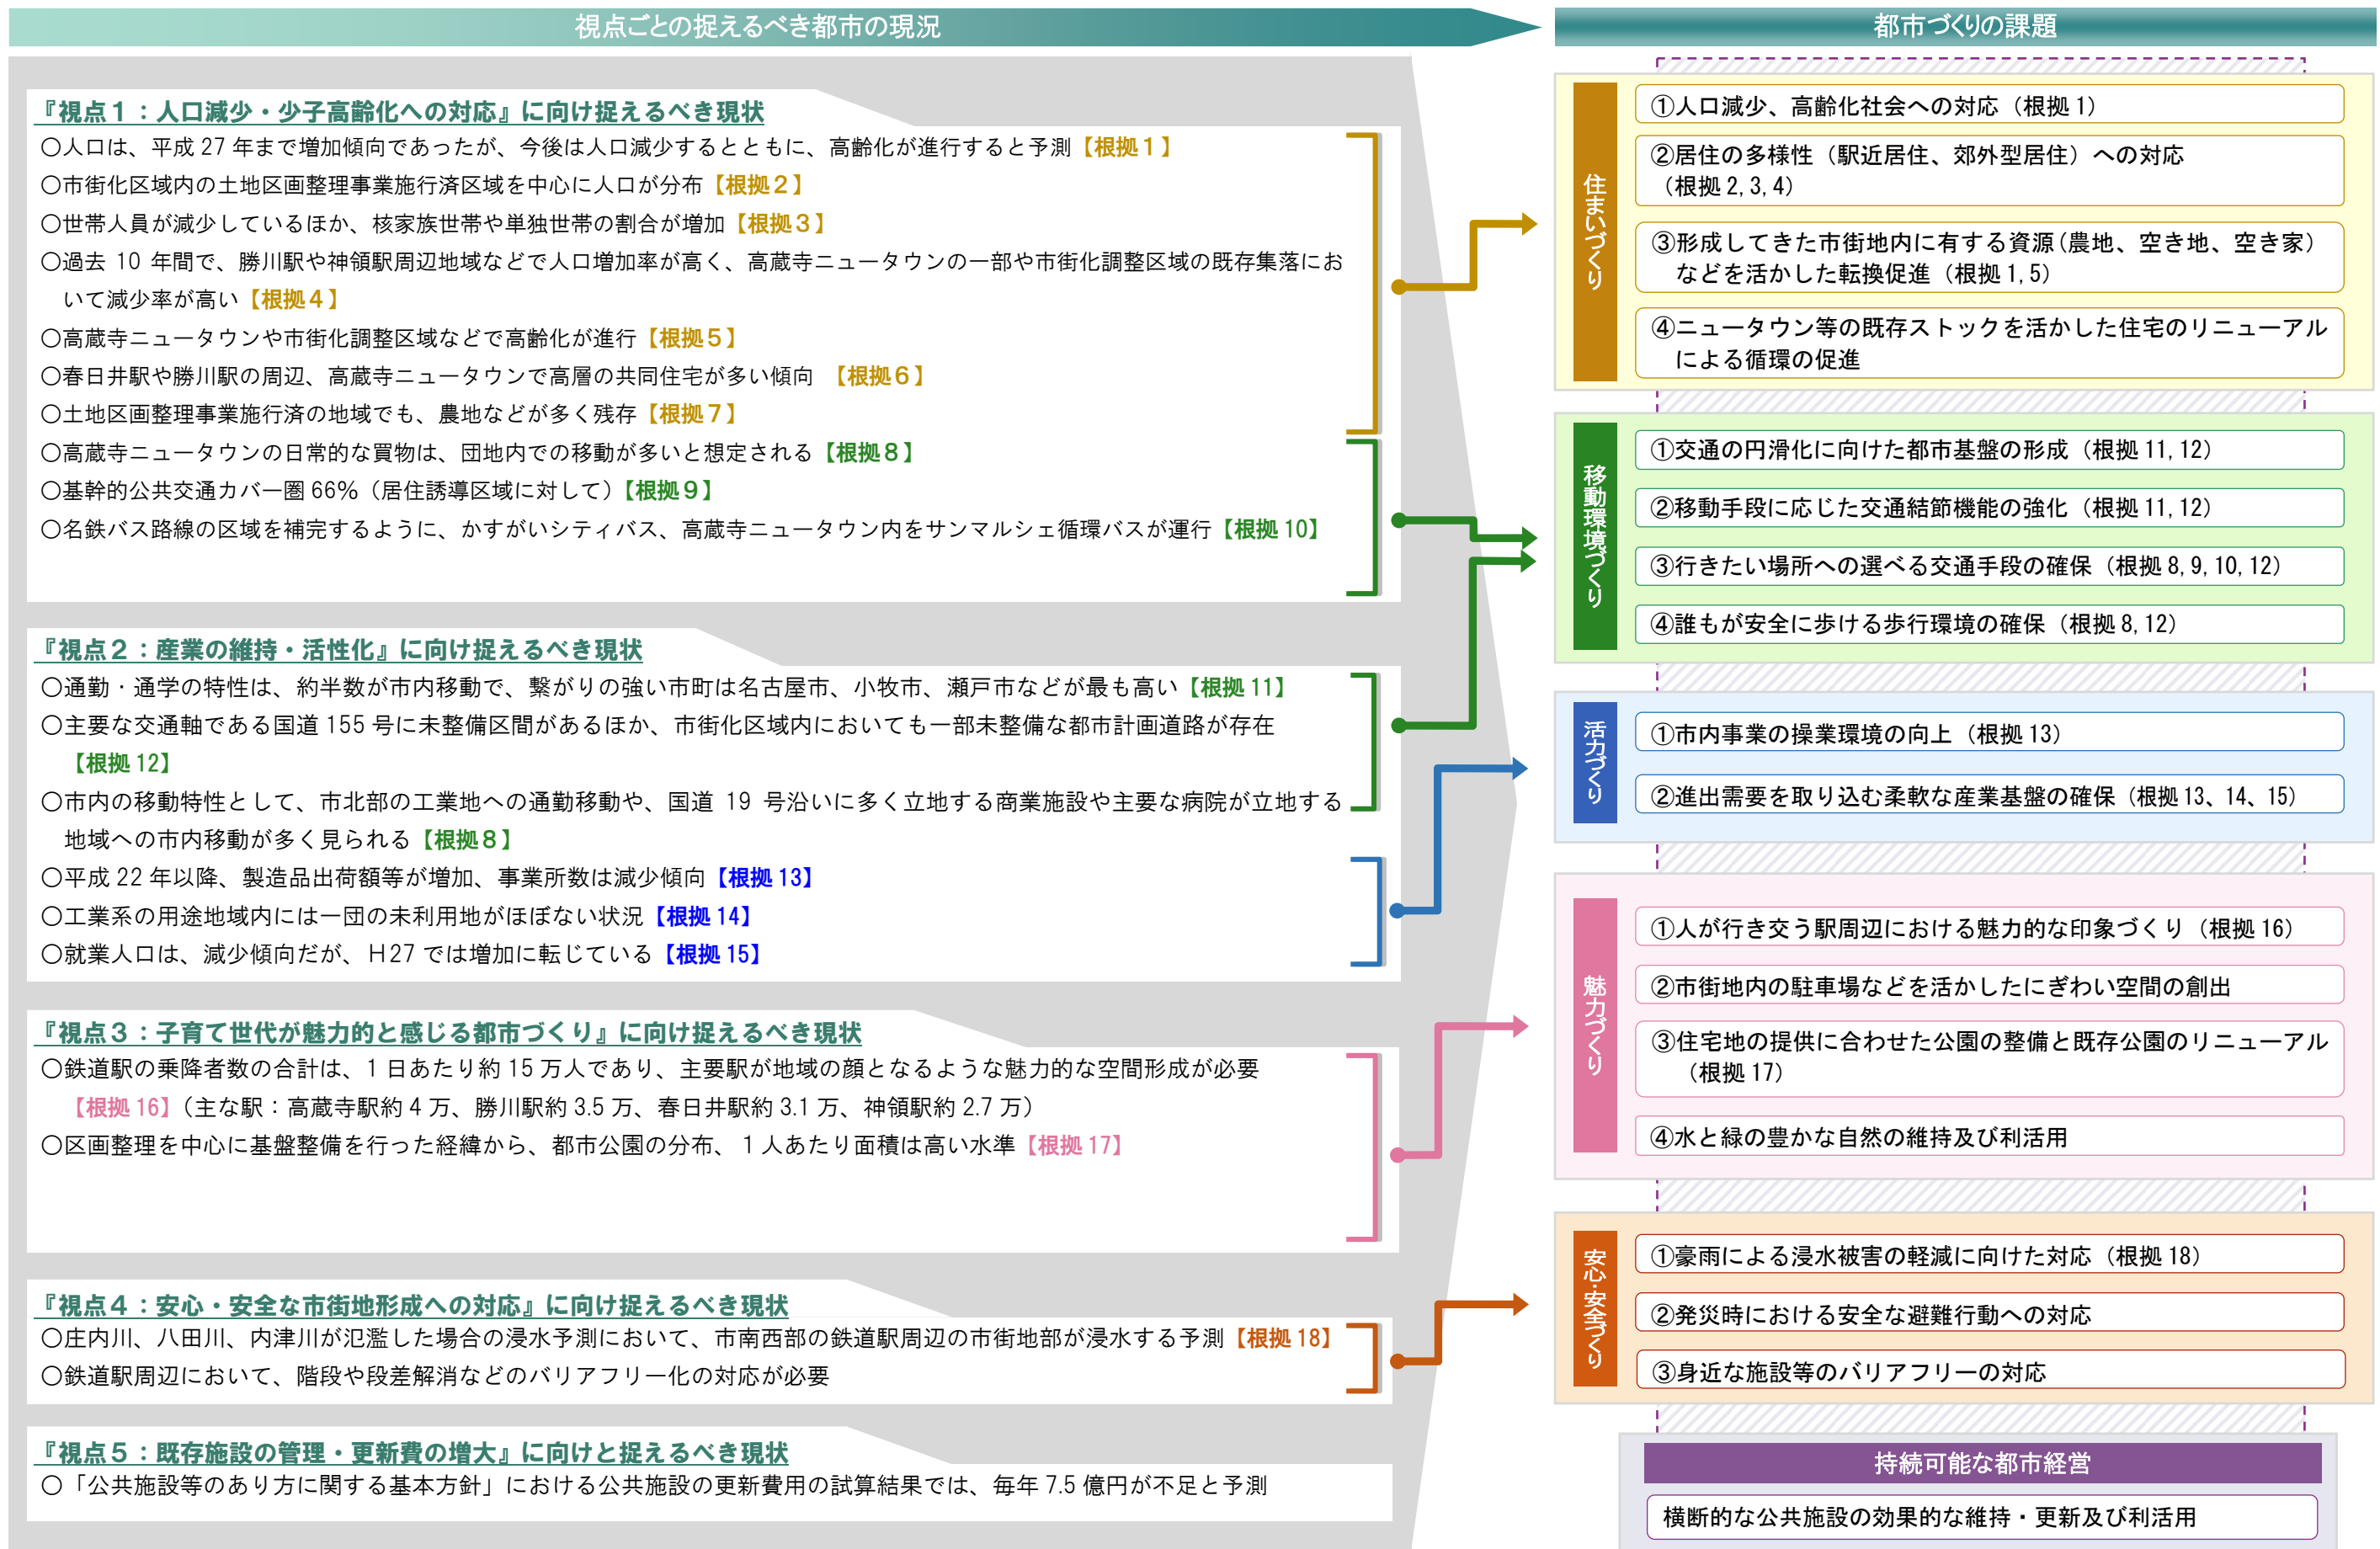 視点ごとの捉えるべき都市の現況
『視点１：人口減少・少子高齢化への対応』に向け捉えるべき現状
〇人口は、平成 27 年まで増加傾向であったが、今後は人口減少するとともに、高齢化が進行すると予測【根拠１】
〇市街化区域内の土地区画整理事業施行済区域を中心に人口が分布【根拠２】
〇世帯人員が減少しているほか、核家族世帯や単独世帯の割合が増加【根拠３】
〇過去 10 年間で、勝川駅や神領駅周辺地域などで人口増加率が高く、高蔵寺ニュータウンの一部や市街化調整区域の既存集落にお
いて減少率が高い【根拠４】
〇高蔵寺ニュータウンや市街化調整区域などで高齢化が進行【根拠５】
〇春日井駅や勝川駅の周辺、高蔵寺ニュータウンで高層の共同住宅が多い傾向 【根拠６】
〇土地区画整理事業施行済の地域でも、農地などが多く残存【根拠７】
〇高蔵寺ニュータウンの日常的な買物は、団地内での移動が多いと想定される【根拠８】
〇基幹的公共交通カバー圏 66％（居住誘導区域に対して）【根拠９】
〇名鉄バス路線の区域を補完するように、かすがいシティバス、高蔵寺ニュータウン内をサンマルシェ循環バスが運行【根拠 10】
『視点２：産業の維持・活性化』に向け捉えるべき現状
〇通勤・通学の特性は、約半数が市内移動で、繋がりの強い市町は名古屋市、小牧市、瀬戸市などが最も高い【根拠 11】
〇主要な交通軸である国道 155 号に未整備区間があるほか、市街化区域内においても一部未整備な都市計画道路が存在
【根拠 12】
〇市内の移動特性として、市北部の工業地への通勤移動や、国道 19 号沿いに多く立地する商業施設や主要な病院が立地する
地域への市内移動が多く見られる【根拠８】
〇平成 22 年以降、製造品出荷額等が増加、事業所数は減少傾向【根拠 13】
〇工業系の用途地域内には一団の未利用地がほぼない状況【根拠 14】
〇就業人口は、減少傾向だが、Ｈ27 では増加に転じている【根拠 15】
『視点３：子育て世代が魅力的と感じる都市づくり』に向け捉えるべき現状
〇鉄道駅の乗降者数の合計は、1 日あたり約 15 万人であり、主要駅が地域の顔となるような魅力的な空間形成が必要
【根拠 16】（主な駅：高蔵寺駅約 4 万、勝川駅約 3.5 万、春日井駅約 3.1 万、神領駅約 2.7 万）
〇区画整理を中心に基盤整備を行った経緯から、都市公園の分布、１人あたり面積は高い水準【根拠 17】
『視点４：安心・安全な市街地形成への対応』に向け捉えるべき現状
〇庄内川、八田川、内津川が氾濫した場合の浸水予測において、市南西部の鉄道駅周辺の市街地部が浸水する予測【根拠 18】
〇鉄道駅周辺において、階段や段差解消などのバリアフリー化の対応が必要
『視点５：既存施設の管理・更新費の増大』に向けと捉えるべき現状
〇「公共施設等のあり方に関する基本方針」における公共施設の更新費用の試算結果では、毎年 7.5 億円が不足と予測
都市づくりの課題
住まいづくり
①人口減少、高齢化社会への対応（根拠 1）
②居住の多様性（駅近居住、郊外型居住）への対応
（根拠 2, 3, 4）
③形成してきた市街地内に有する資源（農地、空き地、空き家）
などを活かした転換促進（根拠 1, 5）
④ニュータウン等の既存ストックを活かした住宅のリニューアル
による循環の促進
移動環境づくり
①交通の円滑化に向けた都市基盤の形成（根拠 11, 12）
②移動手段に応じた交通結節機能の強化（根拠 11, 12）
③行きたい場所への選べる交通手段の確保（根拠 8, 9, 10, 12）
④誰もが安全に歩ける歩行環境の確保（根拠 8, 12）
活力づくり
①市内事業の操業環境の向上（根拠 13）
②進出需要を取り込む柔軟な産業基盤の確保（根拠 13、14、15）
魅力づくり
①人が行き交う駅周辺における魅力的な印象づくり（根拠 16）
②市街地内の駐車場などを活かしたにぎわい空間の創出
③住宅地の提供に合わせた公園の整備と既存公園のリニューアル
（根拠 17）
④水と緑の豊かな自然の維持及び利活用
安心・安全づくり
①豪雨による浸水被害の軽減に向けた対応（根拠 18）
②発災時における安全な避難行動への対応
③身近な施設等のバリアフリーの対応
持続可能な都市経営
横断的な公共施設の効果的な維持・更新及び利活用